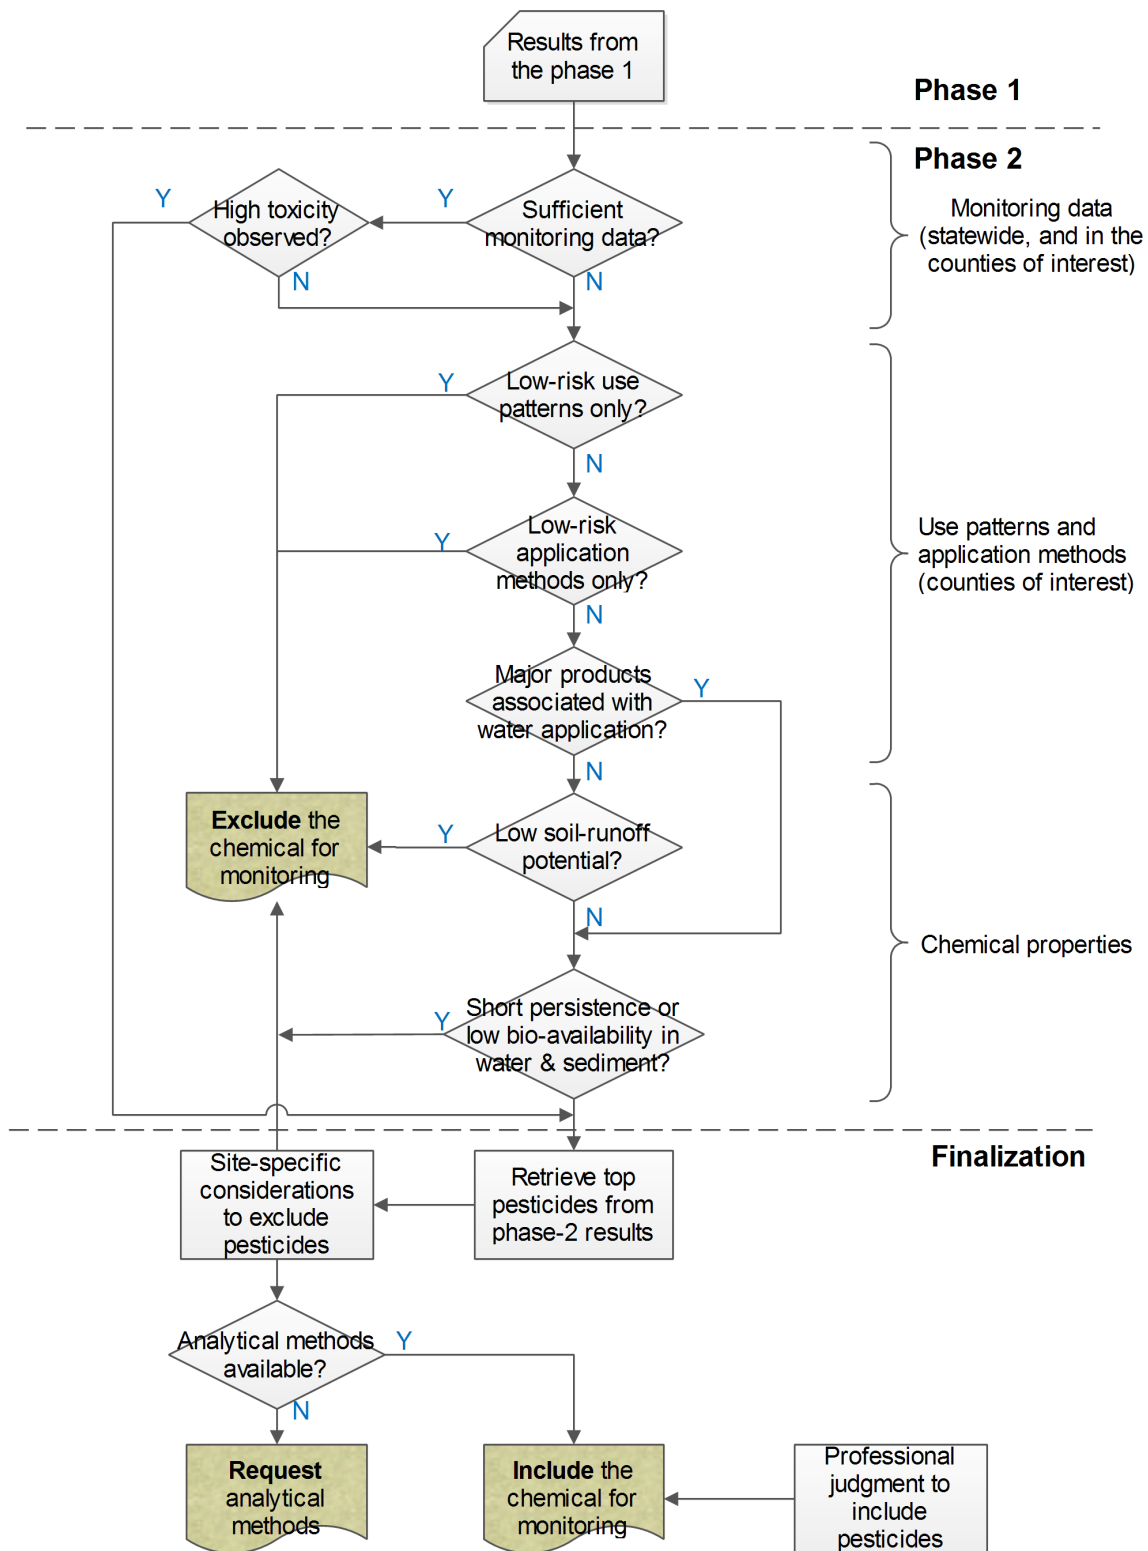 Results from
the phase 1
Phase 1
Phase 2
Y
High toxicity
observed?
Y
Sufficient
monitoring data?
N
N
Monitoring data
(statewide, and in the
counties of interest)
Y
Low-risk use
patterns only?
N
Y
Low-risk
application
methods only?
N
Use patterns and
application methods
(counties of interest)
Major products
associated with
water application?
Y
N
Exclude the
chemical for
monitoring
Y
Low soil-runoff
potential?
N
Chemical properties
Y
Short persistence or
low bio-availability in
water & sediment?
Finalization
Site-specific
considerations
to exclude
pesticides
Retrieve top
pesticides from
phase-2 results
Analytical methods
available?
Y
N
Request
analytical
methods
Include the
chemical for
monitoring
Professional
judgment to
include
pesticides